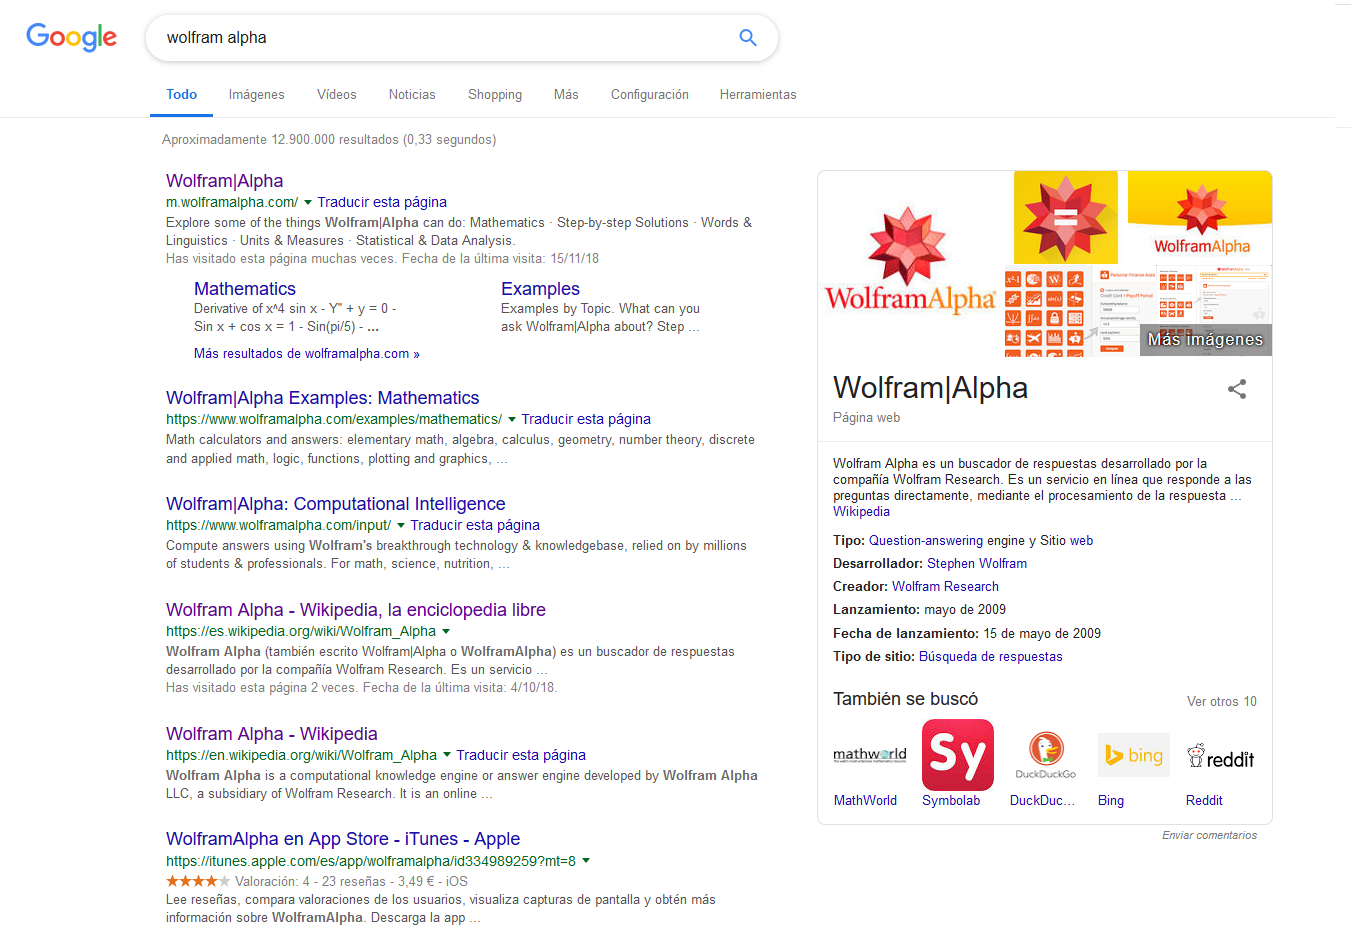 Google
wolfram alpha
Todo Imágenes Vídeos Noticias Shopping Más Configuración Herramientas
Aproximadamente 12.900.000 resultados (0,33 segundos)
Wolfram|Alpha
m.wolframalpha.com/ Traducir esta página
Explore some of the things Wolfram|Alpha can do: Mathematics · Step-by-step Solutions · Words &
Linguistics · Units & Measures · Statistical & Data Analysis.
Has visitado esta página muchas veces. Fecha de la última visita: 15/11/18
Mathematics
Derivative of x^4 sin x - Y'' + y = 0 -
Sin x + cos x = 1 - Sin(pi/5) - ...
Examples
Examples by Topic. What can you
ask Wolfram|Alpha about? Step ...
Más resultados de wolframalpha.com »
Wolfram|Alpha Examples: Mathematics
https://www.wolframalpha.com/examples/mathematics/ Traducir esta página
Math calculators and answers: elementary math, algebra, calculus, geometry, number theory, discrete
and applied math, logic, functions, plotting and graphics, ...
Wolfram|Alpha: Computational Intelligence
https://www.wolframalpha.com/input/ Traducir esta página
Compute answers using Wolfram's breakthrough technology & knowledgebase, relied on by millions
of students & professionals. For math, science, nutrition, ...
Wolfram Alpha - Wikipedia, la enciclopedia libre
https://es.wikipedia.org/wiki/Wolfram_Alpha
Wolfram Alpha (también escrito Wolfram|Alpha o WolframAlpha) es un buscador de respuestas
desarrollado por la compañía Wolfram Research. Es un servicio ...
Has visitado esta página 2 veces. Fecha de la última visita: 4/10/18.
Wolfram Alpha - Wikipedia
https://en.wikipedia.org/wiki/Wolfram_Alpha Traducir esta página
Wolfram Alpha is a computational knowledge engine or answer engine developed by Wolfram Alpha
LLC, a subsidiary of Wolfram Research. It is an online ...
WolframAlpha en App Store - iTunes - Apple
https://itunes.apple.com/es/app/wolframalpha/id334989259?mt=8
Valoración: 4 - 23 reseñas - 3,49 € - iOS
Lee reseñas, compara valoraciones de los usuarios, visualiza capturas de pantalla y obtén más
información sobre WolframAlpha. Descarga la app ...
WolframAlpha
WolframAlpha
Más imágenes
Wolfram|Alpha
Página web
Wolfram Alpha es un buscador de respuestas desarrollado por la
compañía Wolfram Research. Es un servicio en línea que responde a las
preguntas directamente, mediante el procesamiento de la respuesta ...
Wikipedia
Tipo: Question-answering engine y Sitio web
Desarrollador: Stephen Wolfram
Creador: Wolfram Research
Lanzamiento: mayo de 2009
Fecha de lanzamiento: 15 de mayo de 2009
Tipo de sitio: Búsqueda de respuestas
También se buscó Ver otros 10
mathworld
Sy
DuckDuckGo
bing
reddit
MathWorld Symbolab DuckDuc... Bing Reddit
Enviar comentarios